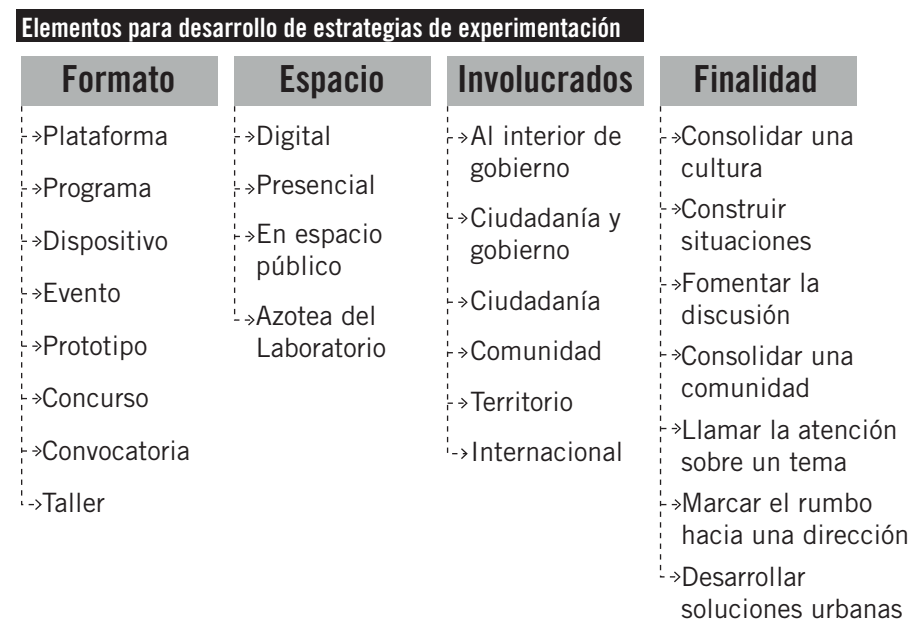 Elementos para desarrollo de estrategias de experimentación
Formato
Plataforma
Programa
Dispositivo
Evento
Prototipo
Concurso
Convocatoria
Taller
Espacio
Digital
Presencial
En espacio
público
Azotea del
Laboratorio
Involucrados
Al interior de
gobierno
Ciudadanía y
gobierno
Ciudadanía
Comunidad
Territorio
Internacional
Finalidad
Consolidar una
cultura
Construir
situaciones
Fomentar la
discusión
Consolidar una
comunidad
Llamar la atención
sobre un tema
Marcar el rumbo
hacia una dirección
Desarrollar
soluciones urbanas